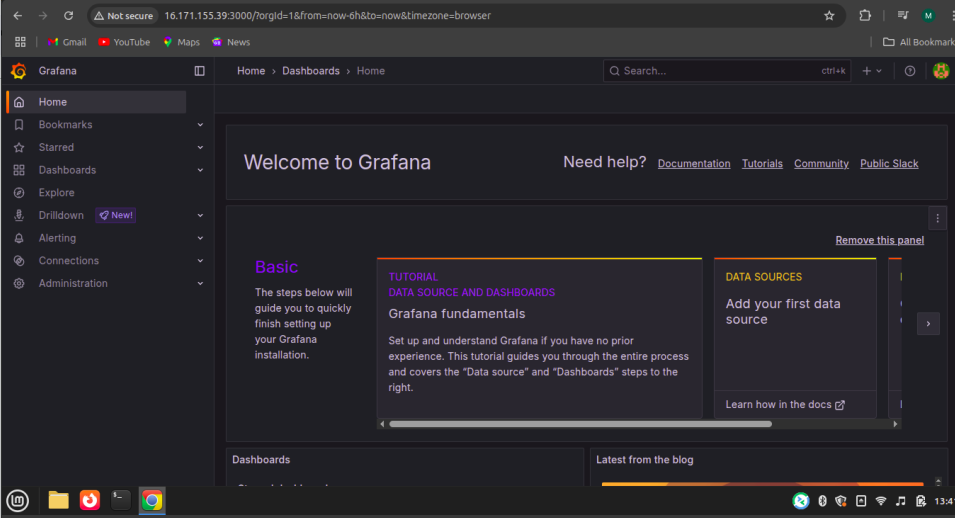 Not secure 16.171.155.39:3000/?orgId=1&from=now-6h&to=now&timezone=browser
M
Gmail YouTube Maps News All Bookmark
Grafana Home › Dashboards › Home Search... ctrl+k
Home
Bookmarks
Starred
Dashboards
Explore
Drilldown New!
Alerting
Connections
Administration
Welcome to Grafana
Need help? Documentation Tutorials Community Public Slack
Remove this panel
Basic
The steps below will
guide you to quickly
finish setting up
your Grafana
installation.
TUTORIAL
DATA SOURCE AND DASHBOARDS
Grafana fundamentals
Set up and understand Grafana if you have no prior
experience. This tutorial guides you through the entire process
and covers the “Data source” and “Dashboards” steps to the
right.
DATA SOURCES
Add your first data
source
Learn how in the docs
Dashboards
Latest from the blog
13:4